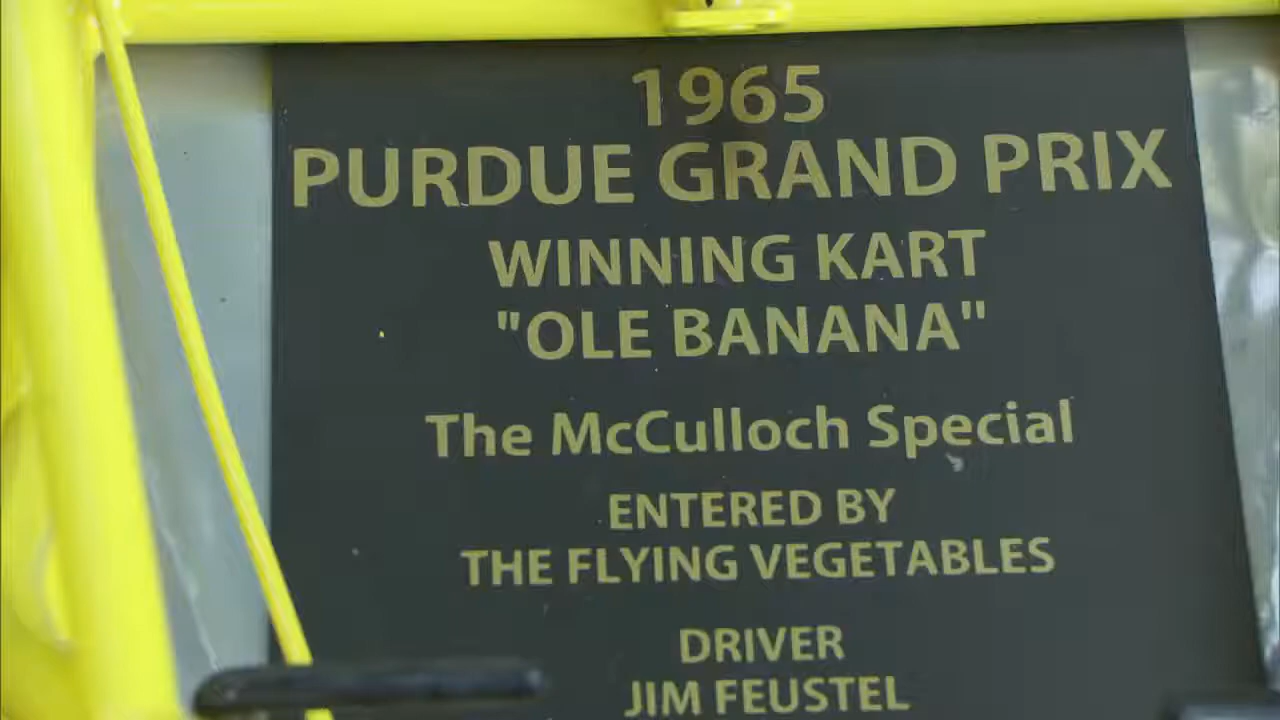 1965
PURDUE GRAND PRIX
WINNING KART
"OLE BANANA"
The McCulloch Special
ENTERED BY
THE FLYING VEGETABLES
DRIVER
JIM FEUSTEL